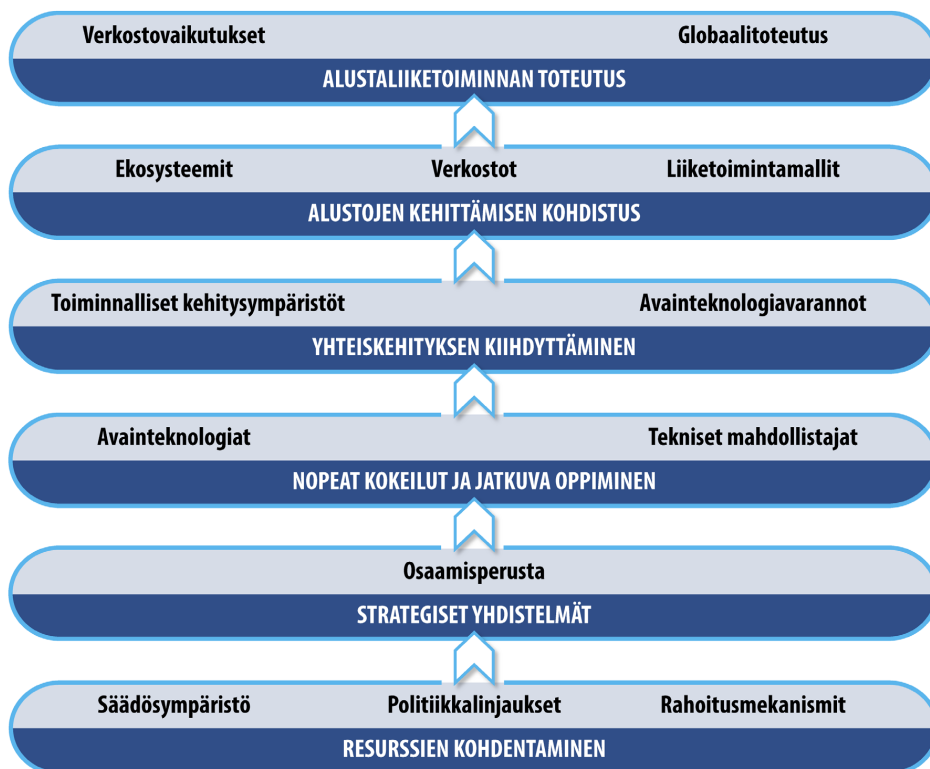 Verkostovaikutukset Globaalitoteutus
ALUSTALIIKETOIMINNAN TOTEUTUS
Ekosysteemit Verkostot Liiketoimintamallit
ALUSTOJEN KEHITTÄMISEN KOHDISTUS
Toiminnalliset kehitysympäristöt Avainteknologiavarannot
YHTEISKEHITYKSEN KIIHDYTTÄMINEN
Avainteknologiat Tekniset mahdollistajat
NOPEAT KOKEILUT JA JATKUVA OPPIMINEN
Osaamisperusta
STRATEGISET YHDISTELMÄT
Säädösympäristö Politiikkalinjaukset Rahoitusmekanismit
RESURSSIEN KOHDENTAMINEN